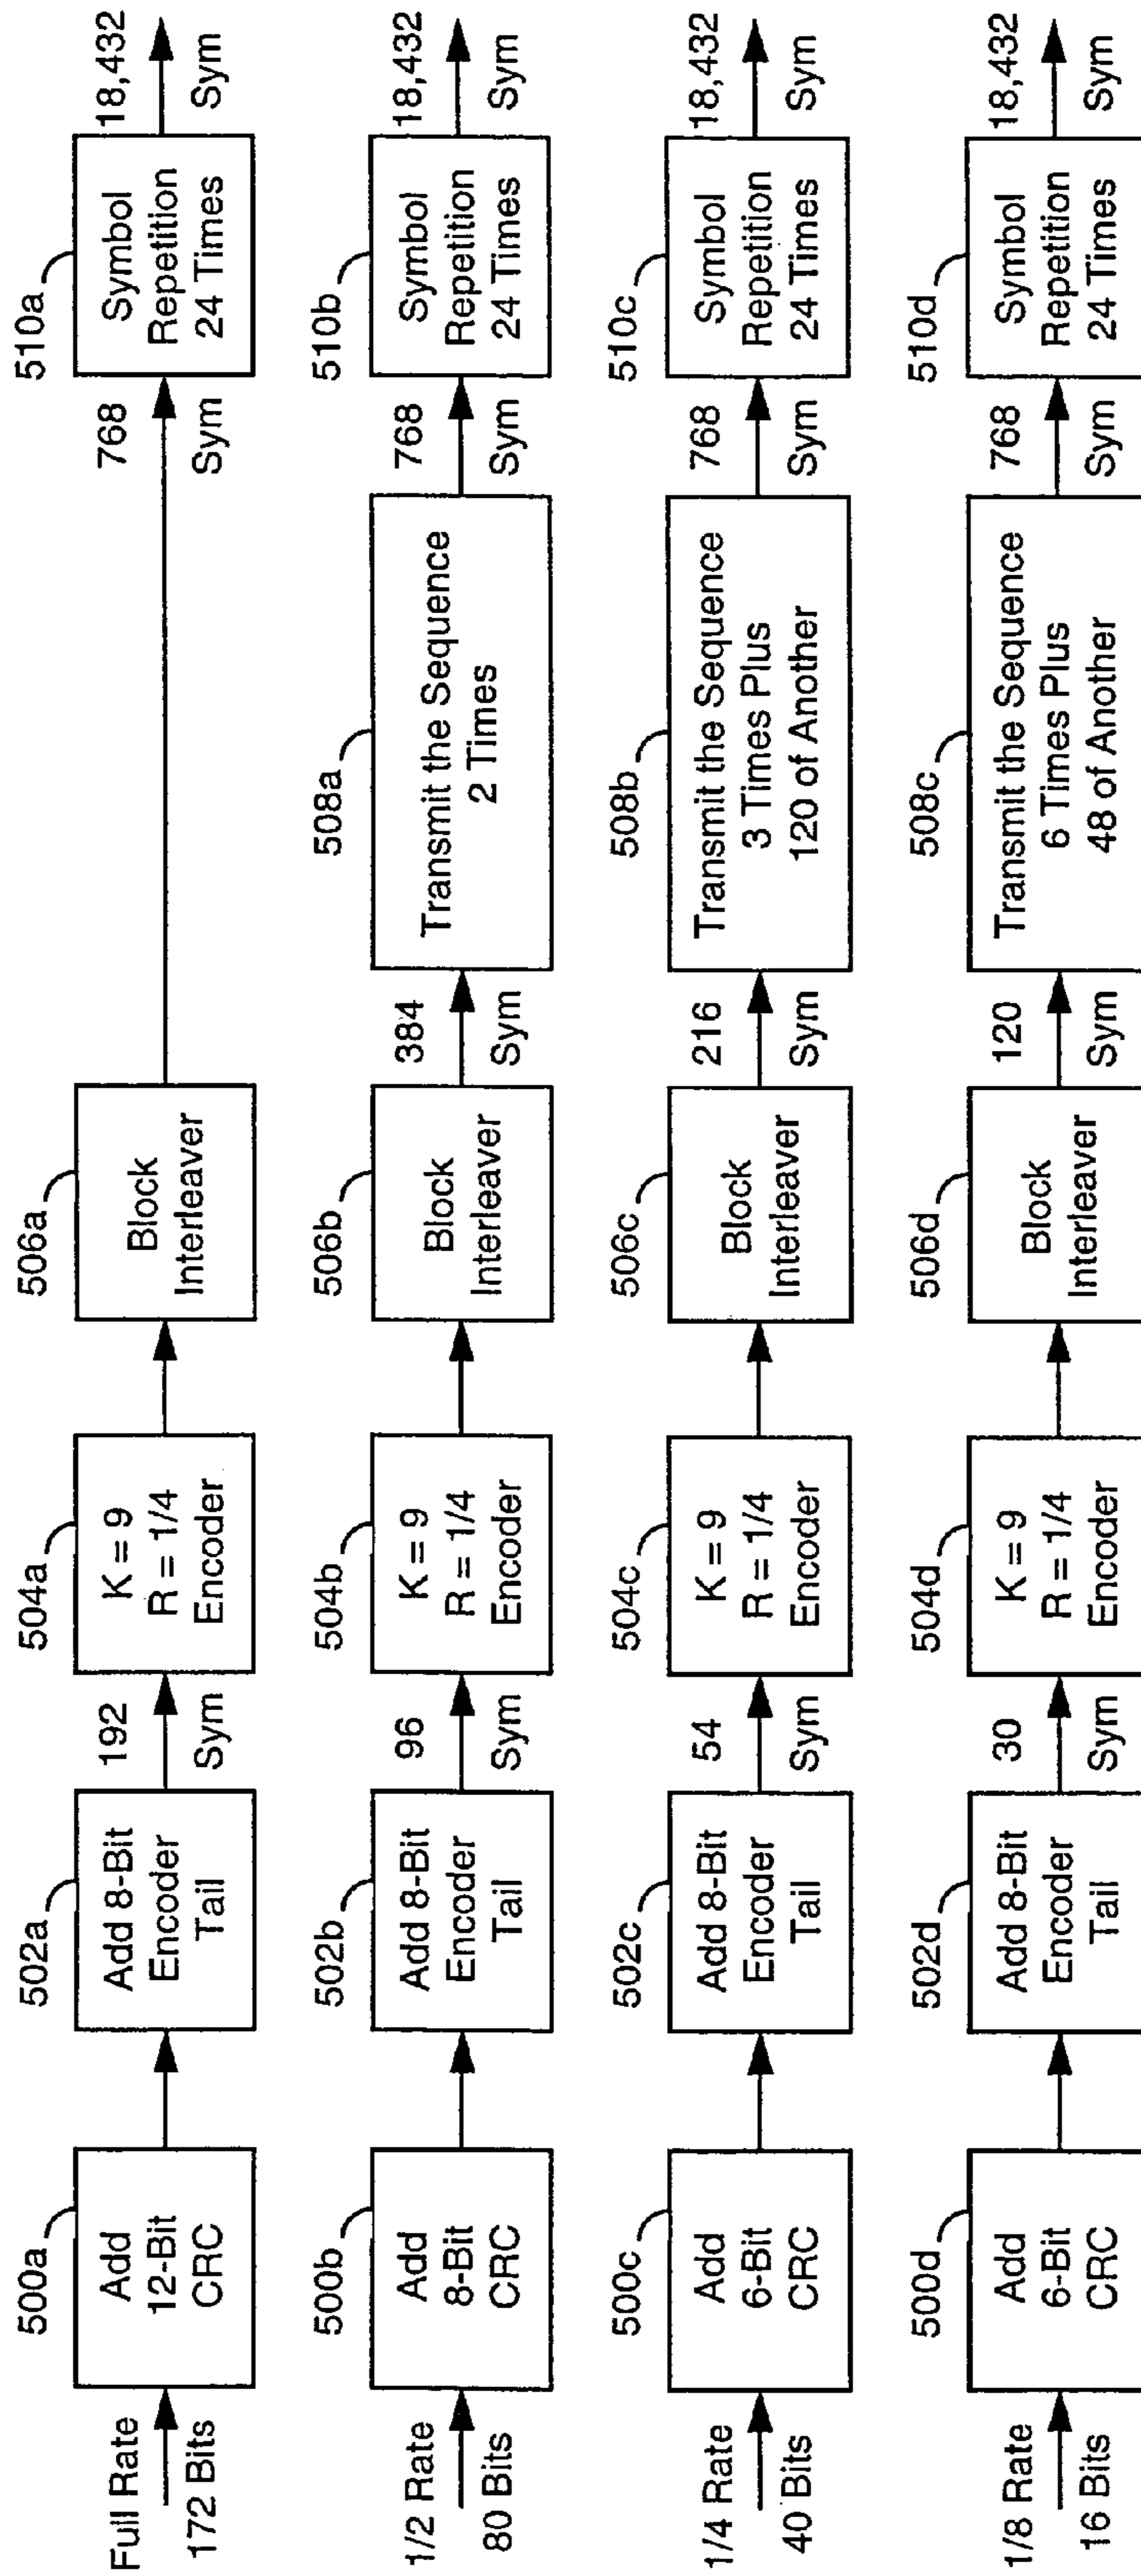 Full Rate
172 Bits
500a
Add
12-Bit
CRC
502a
Add 8-Bit
Encoder
Tail
192
Sym
504a
K = 9
R = 1/4
Encoder
506a
Block
Interleaver
768
Sym
510a
Symbol
Repetition
24 Times
18,432
Sym
1/2 Rate
80 Bits
500b
Add
8-Bit
CRC
502b
Add 8-Bit
Encoder
Tail
96
Sym
504b
K = 9
R = 1/4
Encoder
506b
Block
Interleaver
384
Sym
508a
Transmit the Sequence
2 Times
768
Sym
510b
Symbol
Repetition
24 Times
18,432
Sym
1/4 Rate
40 Bits
500c
Add
6-Bit
CRC
502c
Add 8-Bit
Encoder
Tail
54
Sym
504c
K = 9
R = 1/4
Encoder
506c
Block
Interleaver
216
Sym
508b
Transmit the Sequence
3 Times Plus
120 of Another
768
Sym
510c
Symbol
Repetition
24 Times
18,432
Sym
1/8 Rate
16 Bits
500d
Add
6-Bit
CRC
502d
Add 8-Bit
Encoder
Tail
30
Sym
504d
K = 9
R = 1/4
Encoder
506d
Block
Interleaver
120
Sym
508c
Transmit the Sequence
6 Times Plus
48 of Another
768
Sym
510d
Symbol
Repetition
24 Times
18,432
Sym